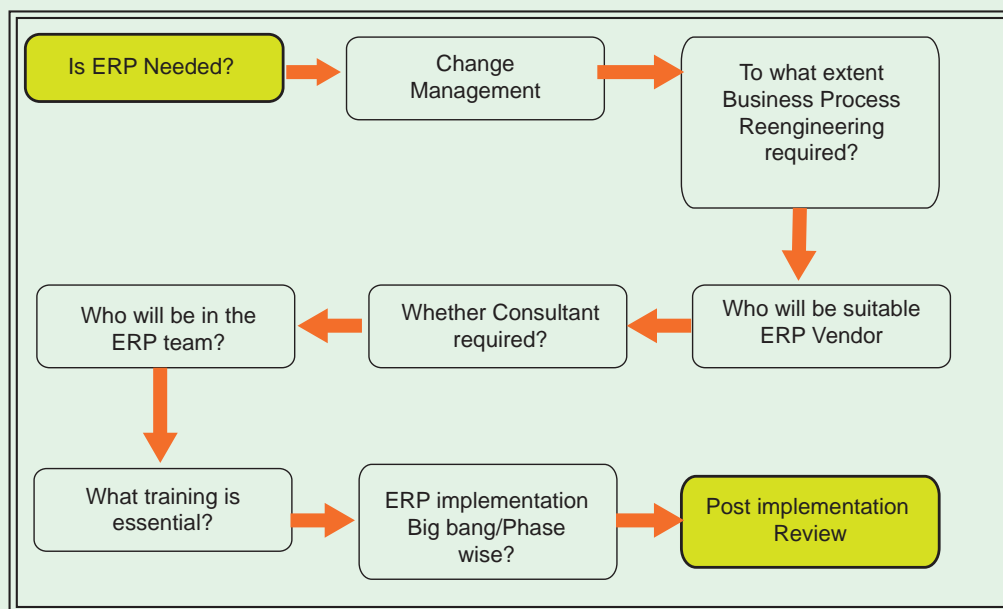 Is ERP Needed?
Change
Management
To what extent
Business Process
Reengineering
required?
Who will be suitable
ERP Vendor
Whether Consultant
required?
Who will be in the
ERP team?
What training is
essential?
ERP implementation
Big bang/Phase
wise?
Post implementation
Review